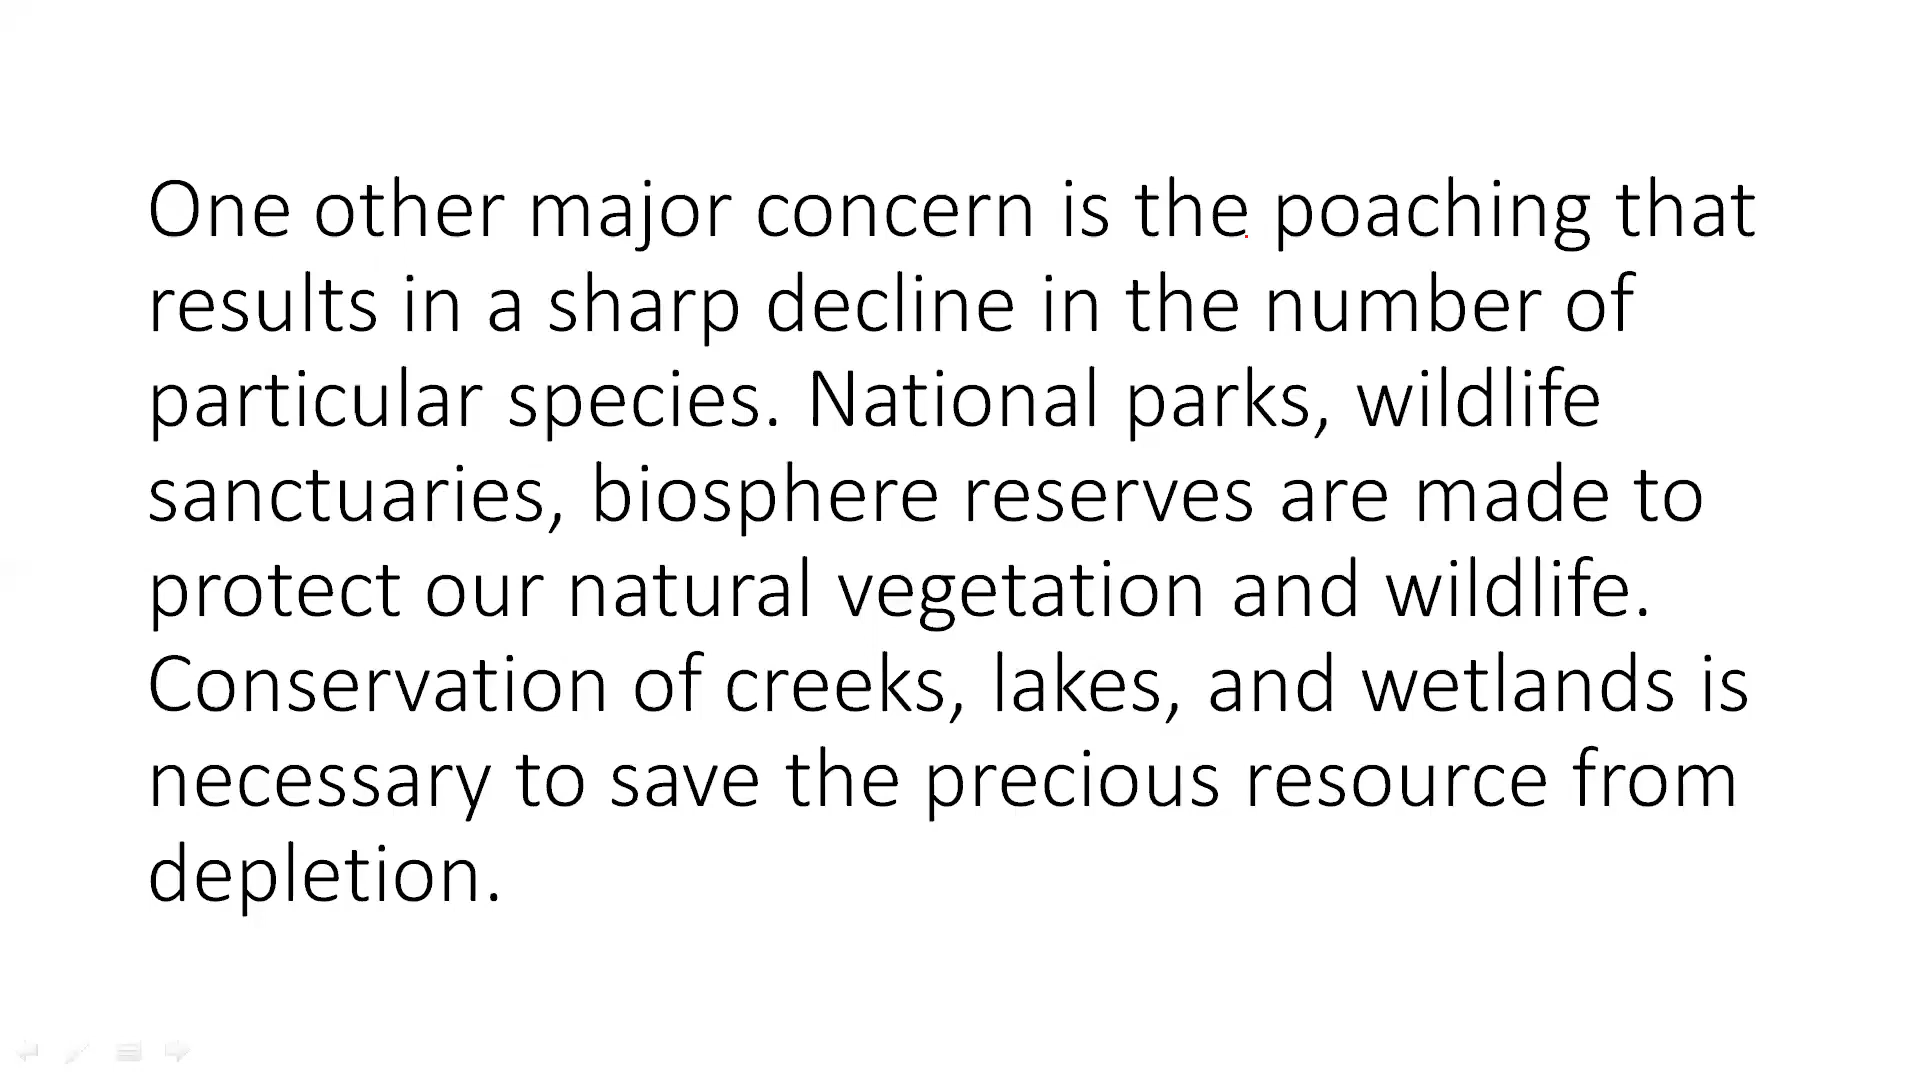 One other major concern is the poaching that
results in a sharp decline in the number of
particular species. National parks, wildlife
sanctuaries, biosphere reserves are made to
protect our natural vegetation and wildlife.
Conservation of creeks, lakes, and wetlands is
necessary to save the precious resource from
depletion.